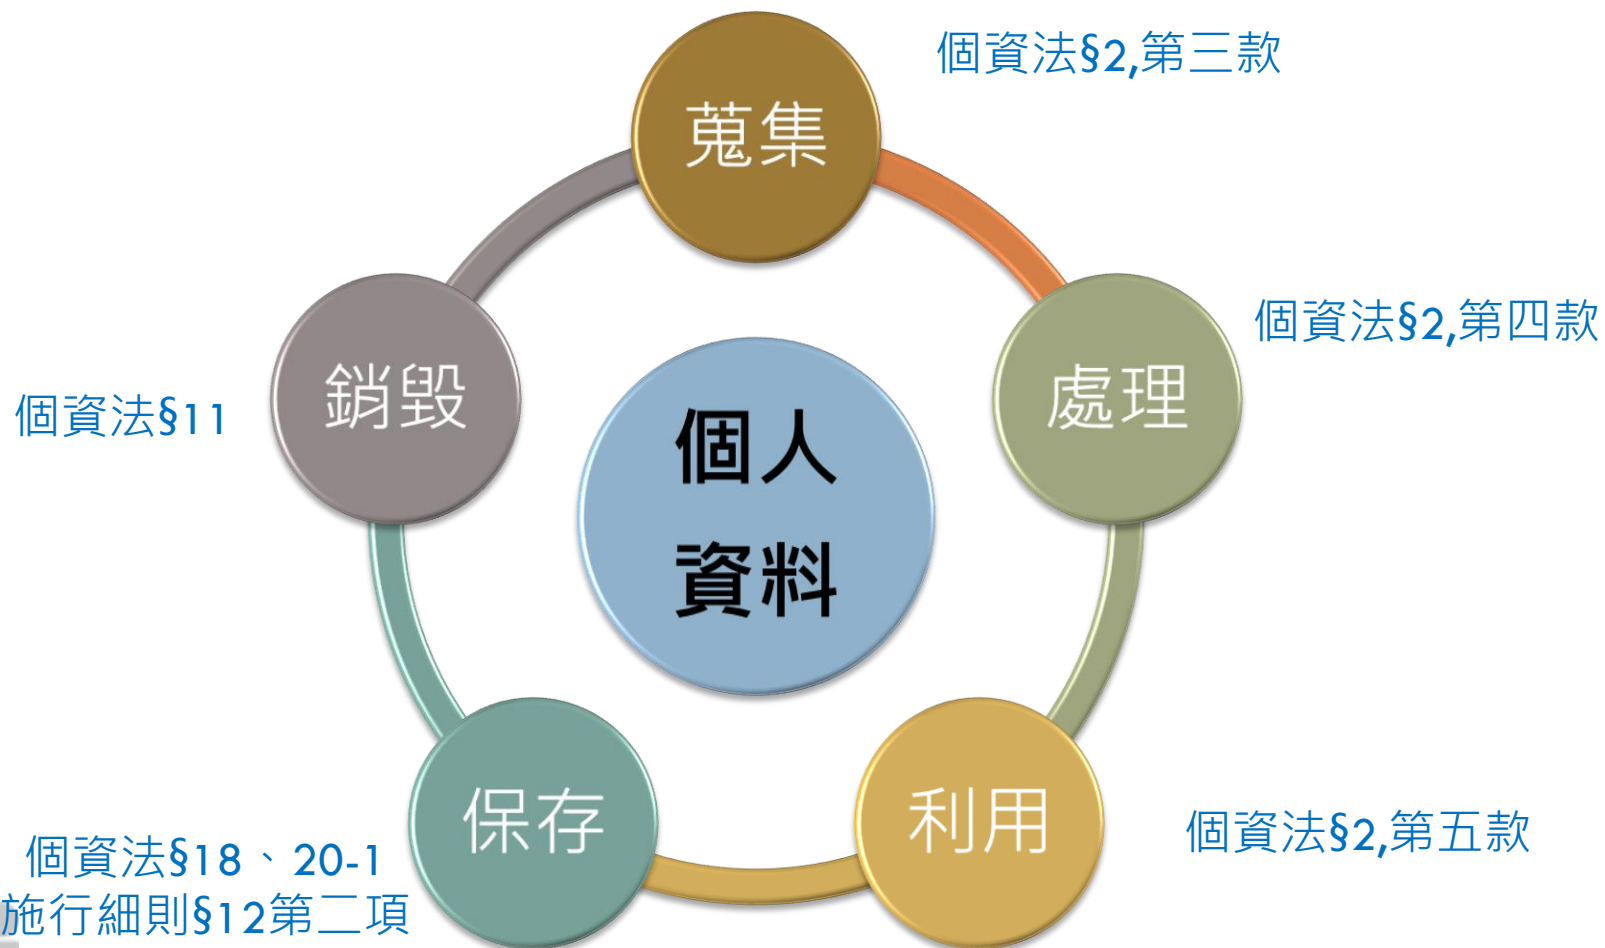 個資法§2,第三款
蒐集
個資法§2,第四款
處理
銷毀
個資法§11
個人
資料
保存
利用
個資法§2,第五款
個資法§18、20-1
施行細則§12第二項